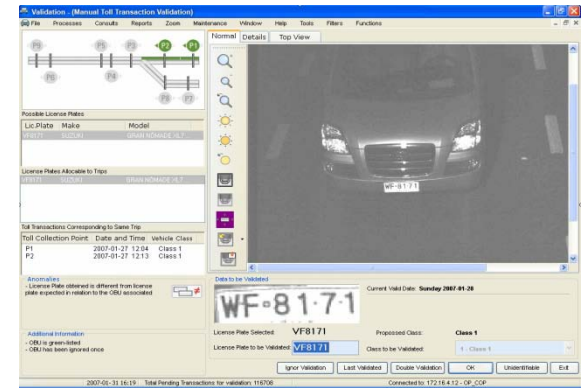 Validation - (Manual Toll Transaction Validation)
File Processes Consults Reports Zoom Maintenance Window Help Tools Filters Functions
Normal Details Top View
P9 P5 P3 P2 P1
P6 P4
P8 P7
Possible License Plates
Lic.Plate Make Model
VF8171 SUZUKI GRAN NOMADE XL7
License Plates Allocable to Trips
VF8171 SUZUKI GRAN NOMADE XL7
Toll Transactions Corresponding to Same Trip
Toll Collection Point Date and Time Vehicle Class
P1 2007-01-27 12:04 Class 1
P2 2007-01-27 12:13 Class 1
WF-8171
Anomalies
- License Plate obtained is different from license
plate expected in relation to the OBU associated
Additional Information
- OBU is green-listed
- OBU has been ignored
once
Data to be Validated
WF-81·71
Current Valid Date: Sunday 2007-01-28
License Plate Selected: VF8171 Propossed Class: Class 1
License Plate to be Validated: VF8171 Class to be Validated: 1 - Class 1
Ignor Validation Last Validated Double Validation OK Unidentifiable Events
2007-01-31 16:19 Total Pending Transactions for validation: 116706 Connected to: 172.16.4.12 - OP_COP